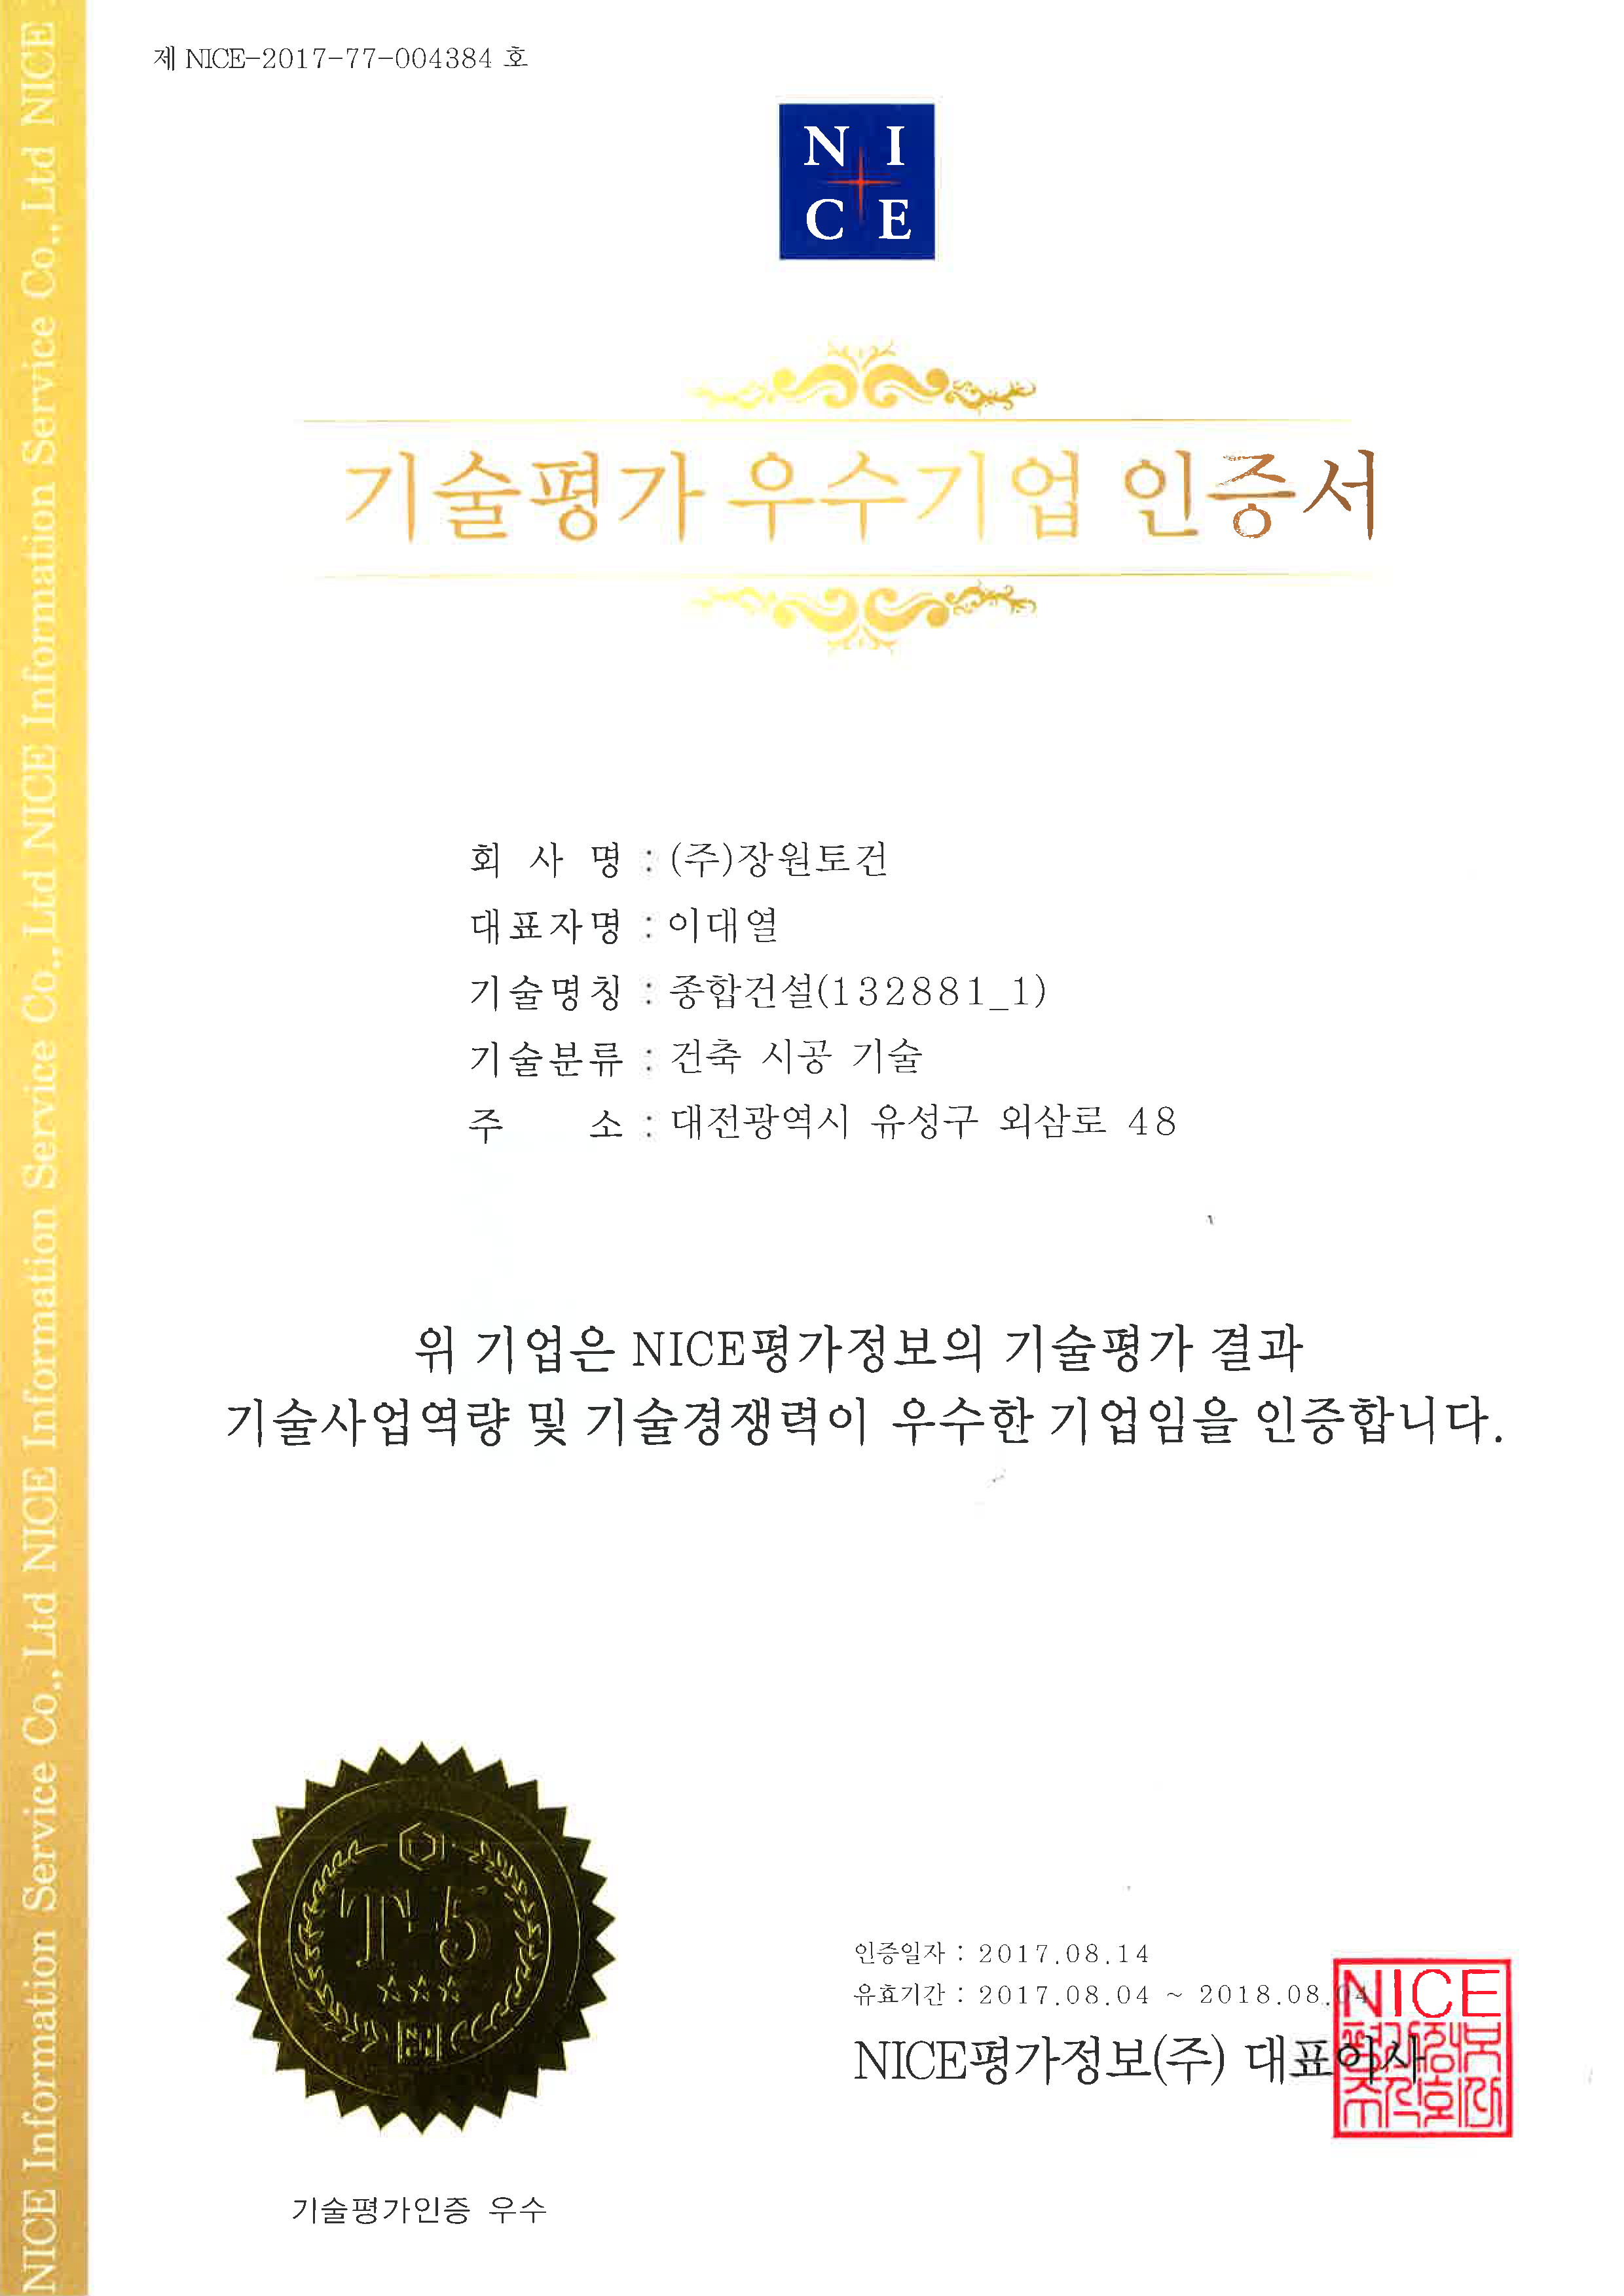 제 NICE-2017-77-004384 호
N I
C E
기술평가 우수기업 인증서
회 사 명 : (주)장원토건
대표자명 : 이대열
기술명칭 : 종합건설(132881_1)
기술분류 : 건축 시공 기술
주 소 : 대전광역시 유성구 외삼로 48
위 기업은 NICE평가정보의 기술평가 결과
기술사업역량 및 기술경쟁력이 우수한 기업임을 인증합니다.
T-5
인증일자 : 2017.08.14
유효기간 : 2017.08.04 ~ 2018.08.04
NICE평가정보(주) 대표이사
NICE
기술평가인증 우수
NICE Information Service Co., Ltd NICE Information Service Co., Ltd NICE Information Service Co., Ltd NICE